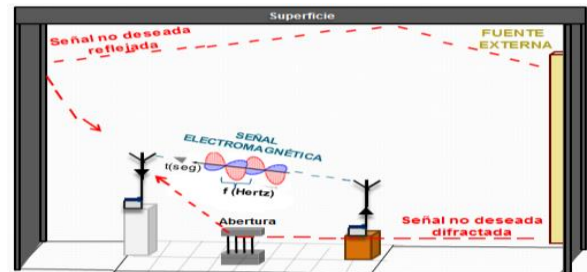 Superficie
Señal no deseada
reflejada
FUENTE
EXTERNA
SEÑAL
ELECTROMAGNÉTICA
t(seg)
f (Hertz)
Abertura
Señal no deseada
difractada